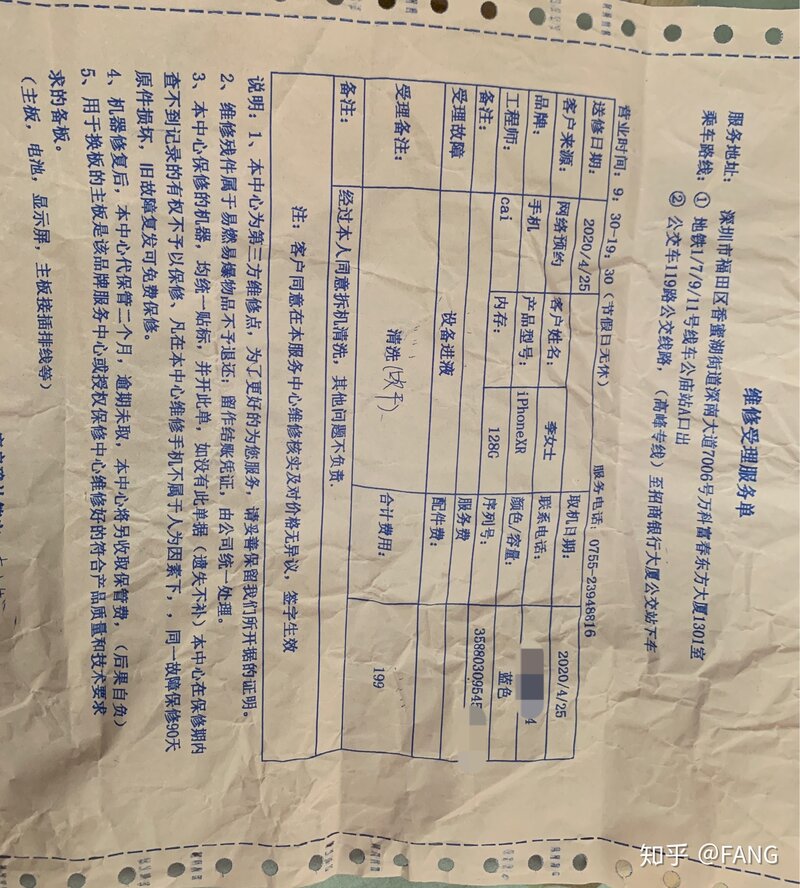 维修受理服务单
服务地址： 深圳市福田区香蜜湖街道深南大道7006号万科富春东方大厦1301室
乘车路线：① 地铁1/7/9/11号线车公庙站A口出
② 公交车119路公交线路，（高峰专线）至招商银行大厦公交站下车
营业时间：9：30-19：30（节假日无休） 服务电话：0755-23948816
送修日期： 2020/4/25 取机日期： 2020/4/25
客户来源： 网络预约 客户姓名： 李女士 联系电话： 4
品牌： 手机 产品型号： iPhoneXR 颜色/容量： 蓝色
工程师： cai 内存： 128G 序列号： 35880309545
备注： 服务费
受理故障 设备进液 配件费：
受理备注： 清洗（吹干） 合计费用： 199
备注： 经过本人同意拆机清洗，其他问题不负责.
注：客户同意在本服务中心维修核实及对价格无异议，签字生效
说明：1、本中心为第三方维修点，为了更好的为您服务，请妥善保留我们所开据的证明。
2、维修残件属于易燃易爆物品不予退还；留作结账凭证，由公司统一处理。
3、本中心保修的机器，均统一贴标，并开此单，如没有此单据（遗失不补）本中心在保修期内
查不到记录的有权不予以保修、凡在本中心维修手机不属于人为因素下，，同一故障保修90天
原件损坏，旧故障复发可免费保修。
4、机器修复后，本中心代保管二个月，逾期未取，本中心将另收取保管费，（后果自负）
5、用于换板的主板是该品牌服务中心或授权保修中心维修好的符合产品质量和技术要求
求的备板。
（主板，电池，显示屏，主板接插排线等）
知乎 @FANG